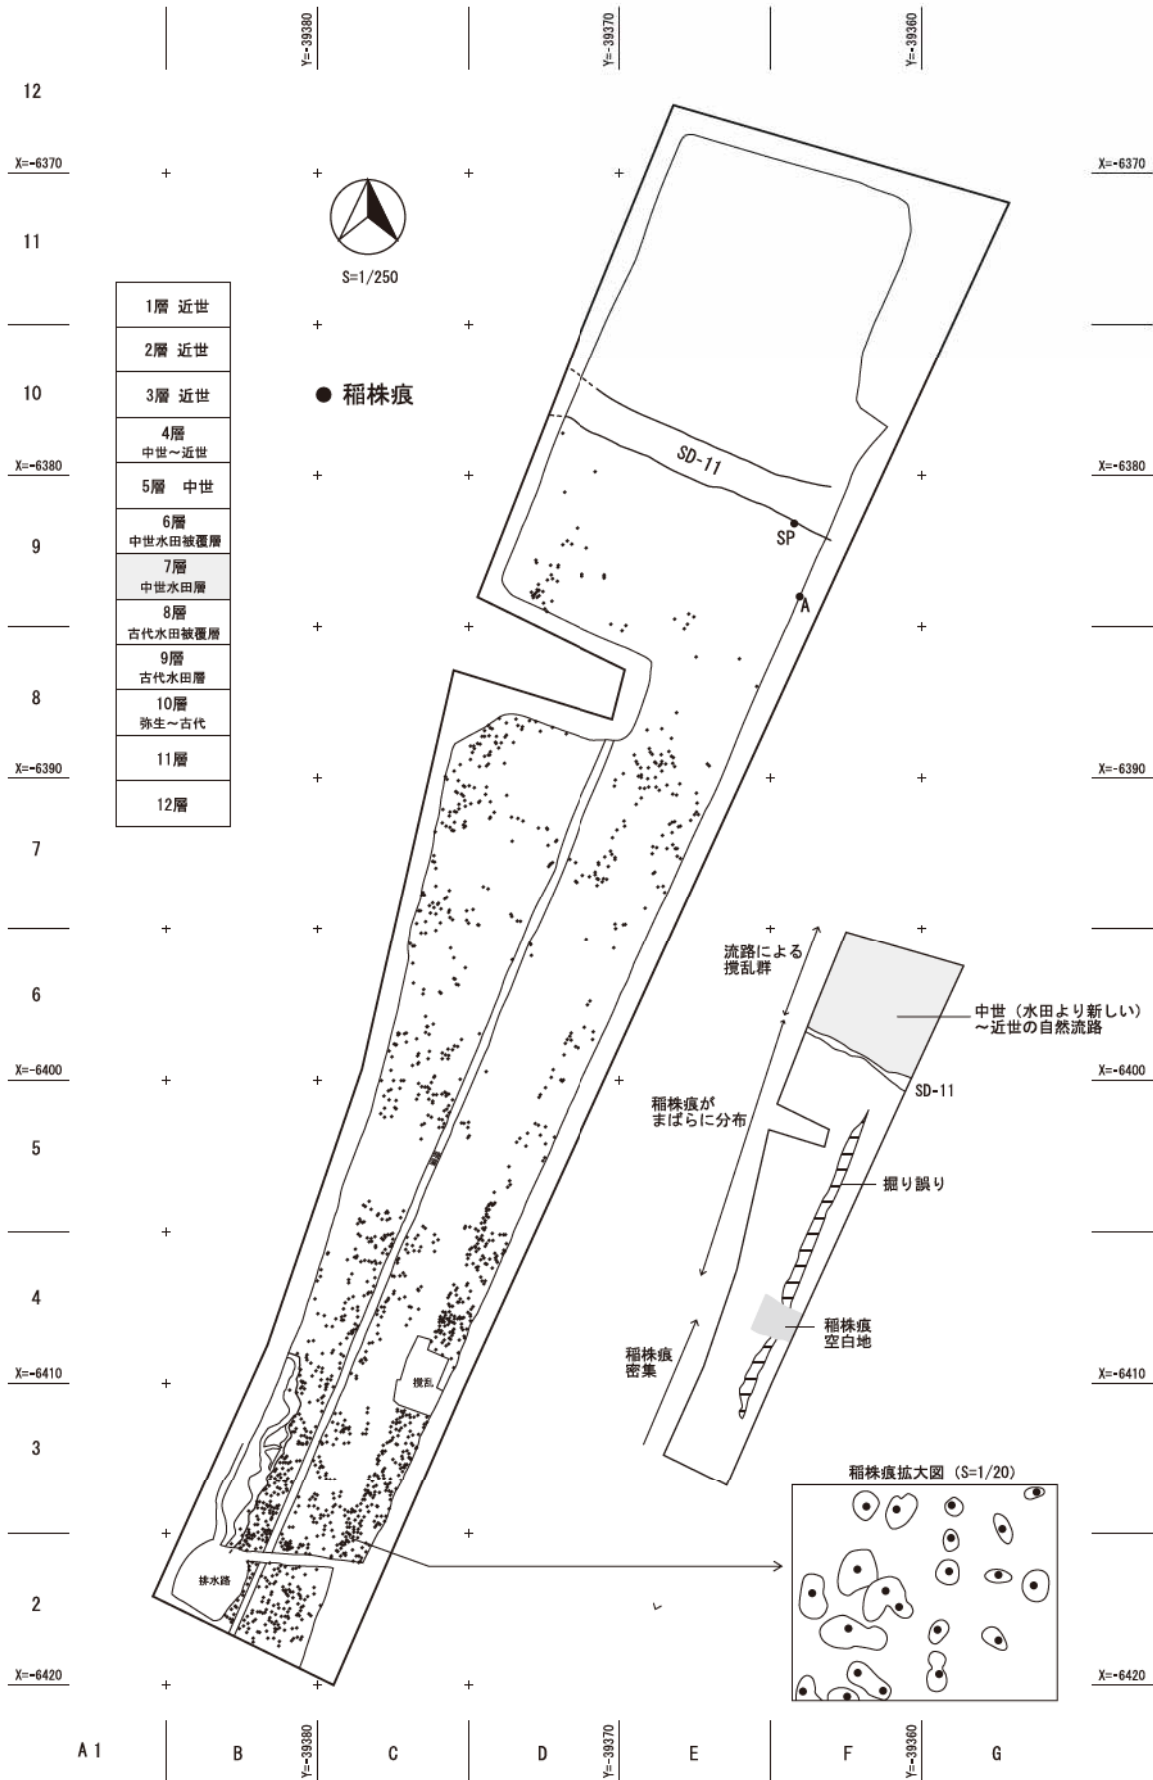 Y=-39380
Y=-39370
Y=-39360
12
X=-6370
X=-6370
11
S=1/250
1層 近世
2層 近世
3層 近世
4層
中世～近世
5層 中世
6層
中世水田被覆層
7層
中世水田層
8層
古代水田被覆層
9層
古代水田層
10層
弥生～古代
11層
12層
10
● 稲株痕
SD-11
X=-6380
X=-6380
SP
9
A
8
X=-6390
X=-6390
7
流路による
攪乱群
6
中世（水田より新しい）
～近世の自然流路
X=-6400
X=-6400
SD-11
稲株痕が
まばらに分布
5
掘り誤り
4
稲株痕
空白地
稲株痕
密集
X=-6410
X=-6410
攪乱
3
稲株痕拡大図（S=1/20）
排水路
2
X=-6420
X=-6420
A 1
B
Y=-39380
C
D
Y=-39370
E
F
Y=-39360
G